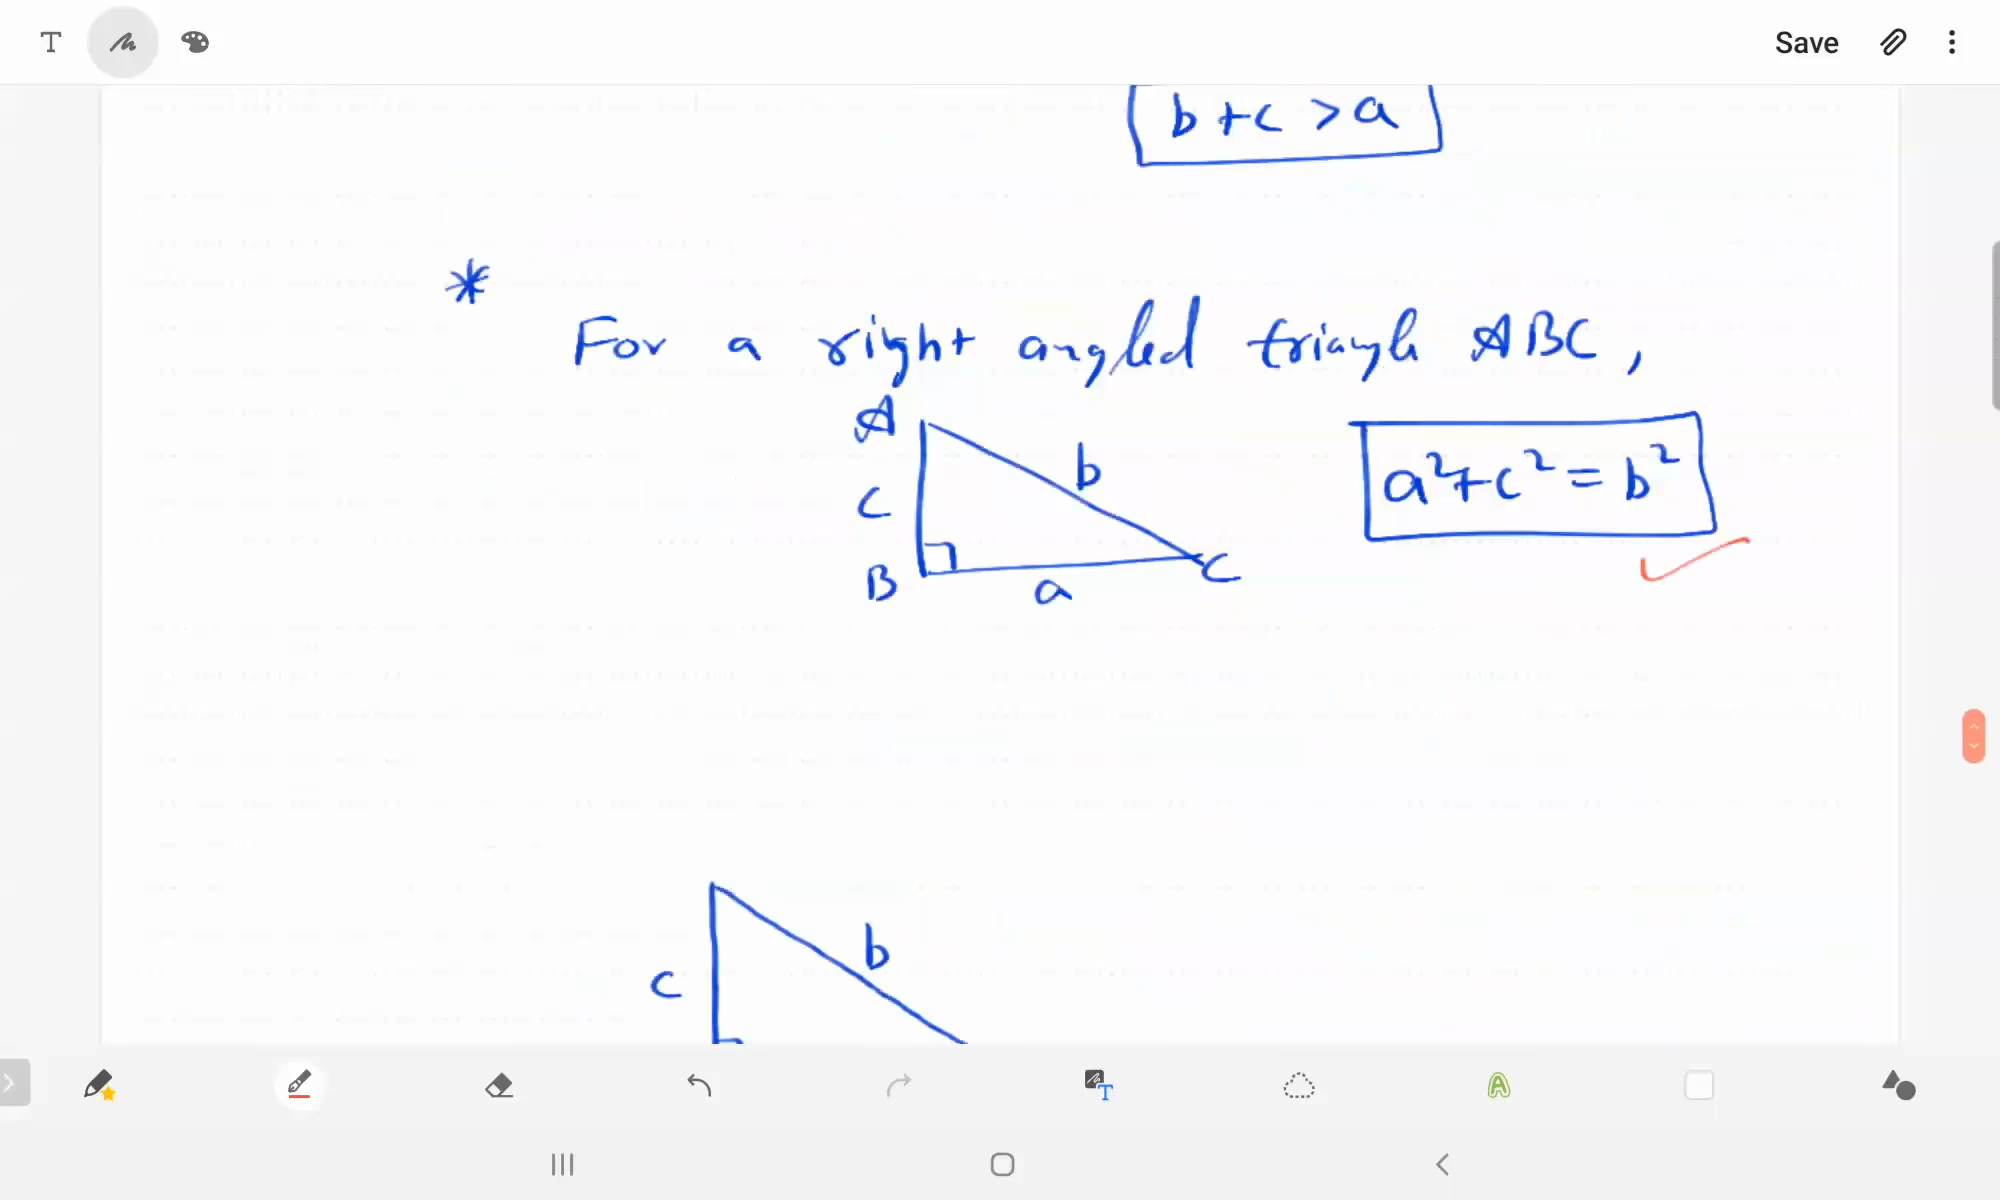 T Save
b+c >a
*
For a right angled triangle ABC,
A
b
a²+c² = b²
c
B
a
C
b
c
T
A